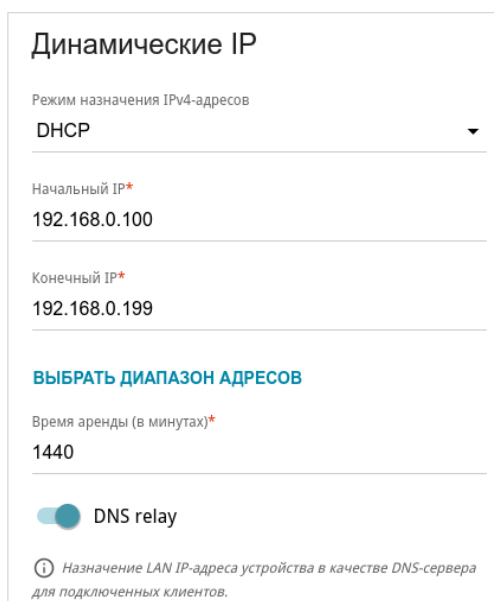 Динамические IP
Режим назначения IPv4-адресов
DHCP
Начальный IP*
192.168.0.100
Конечный IP*
192.168.0.199
ВЫБРАТЬ ДИАПАЗОН АДРЕСОВ
Время аренды (в минутах)*
1440
DNS relay
Назначение LAN IP-адреса устройства в качестве DNS-сервера
для подключенных клиентов.